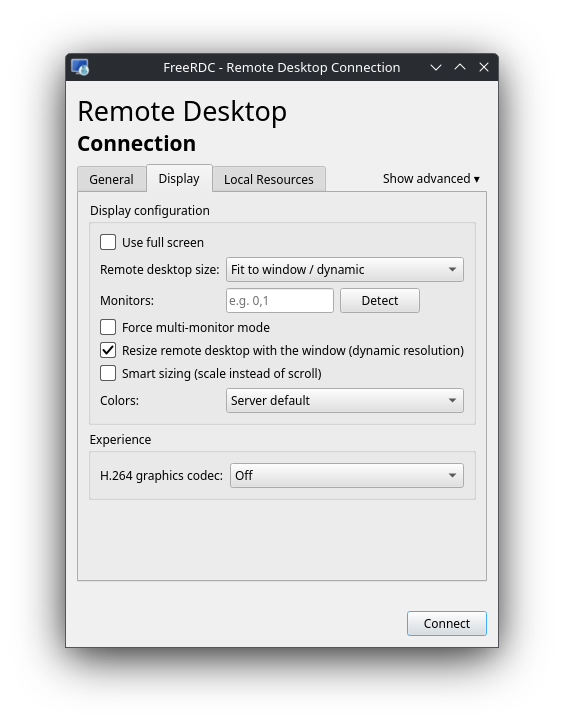 FreeRDC - Remote Desktop Connection
Remote Desktop
Connection
General
Display
Local Resources
Show advanced ▾
Display configuration
Use full screen
Remote desktop size: Fit to window / dynamic
Monitors: e.g. 0,1 Detect
Force multi-monitor mode
Resize remote desktop with the window (dynamic resolution)
Smart sizing (scale instead of scroll)
Colors: Server default
Experience
H.264 graphics codec: Off
Connect